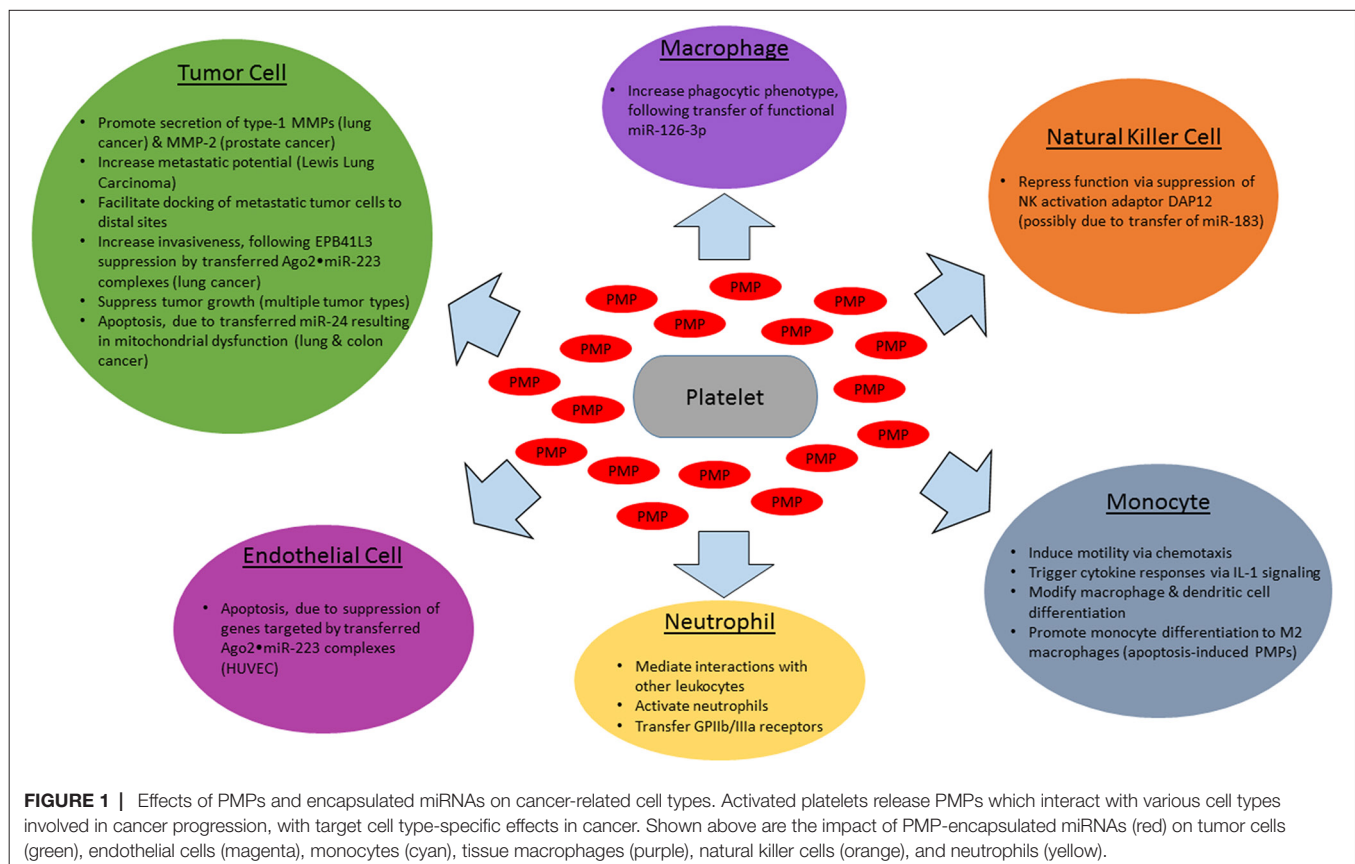 Tumor Cell
• Promote secretion of type-1 MMPs (lung
cancer) & MMP-2 (prostate cancer)
• Increase metastatic potential (Lewis Lung
Carcinoma)
• Facilitate docking of metastatic tumor cells to
distal sites
• Increase invasiveness, following EPB41L3
suppression by transferred Ago2•miR-223
complexes (lung cancer)
• Suppress tumor growth (multiple tumor types)
• Apoptosis, due to transferred miR-24 resulting
in mitochondrial dysfunction (lung & colon
cancer)
Macrophage
• Increase phagocytic phenotype,
following transfer of functional
miR-126-3p
Natural Killer Cell
• Repress function via suppression of
NK activation adaptor DAP12
(possibly due to transfer of miR-183)
PMP
PMP
PMP
PMP
PMP
PMP
PMP
PMP
PMP
PMP
Platelet
PMP
PMP
PMP
PMP
PMP
PMP
PMP
PMP
Endothelial Cell
• Apoptosis, due to suppression of
genes targeted by transferred
Ago2•miR-223 complexes
(HUVEC)
Neutrophil
• Mediate interactions with
other leukocytes
• Activate neutrophils
• Transfer GPIIb/IIIa receptors
Monocyte
• Induce motility via chemotaxis
• Trigger cytokine responses via IL-1 signaling
• Modify macrophage & dendritic cell
differentiation
• Promote monocyte differentiation to M2
macrophages (apoptosis-induced PMPs)
FIGURE 1 | Effects of PMPs and encapsulated miRNAs on cancer-related cell types. Activated platelets release PMPs which interact with various cell types
involved in cancer progression, with target cell type-specific effects in cancer. Shown above are the impact of PMP-encapsulated miRNAs (red) on tumor cells
(green), endothelial cells (magenta), monocytes (cyan), tissue macrophages (purple), natural killer cells (orange), and neutrophils (yellow).